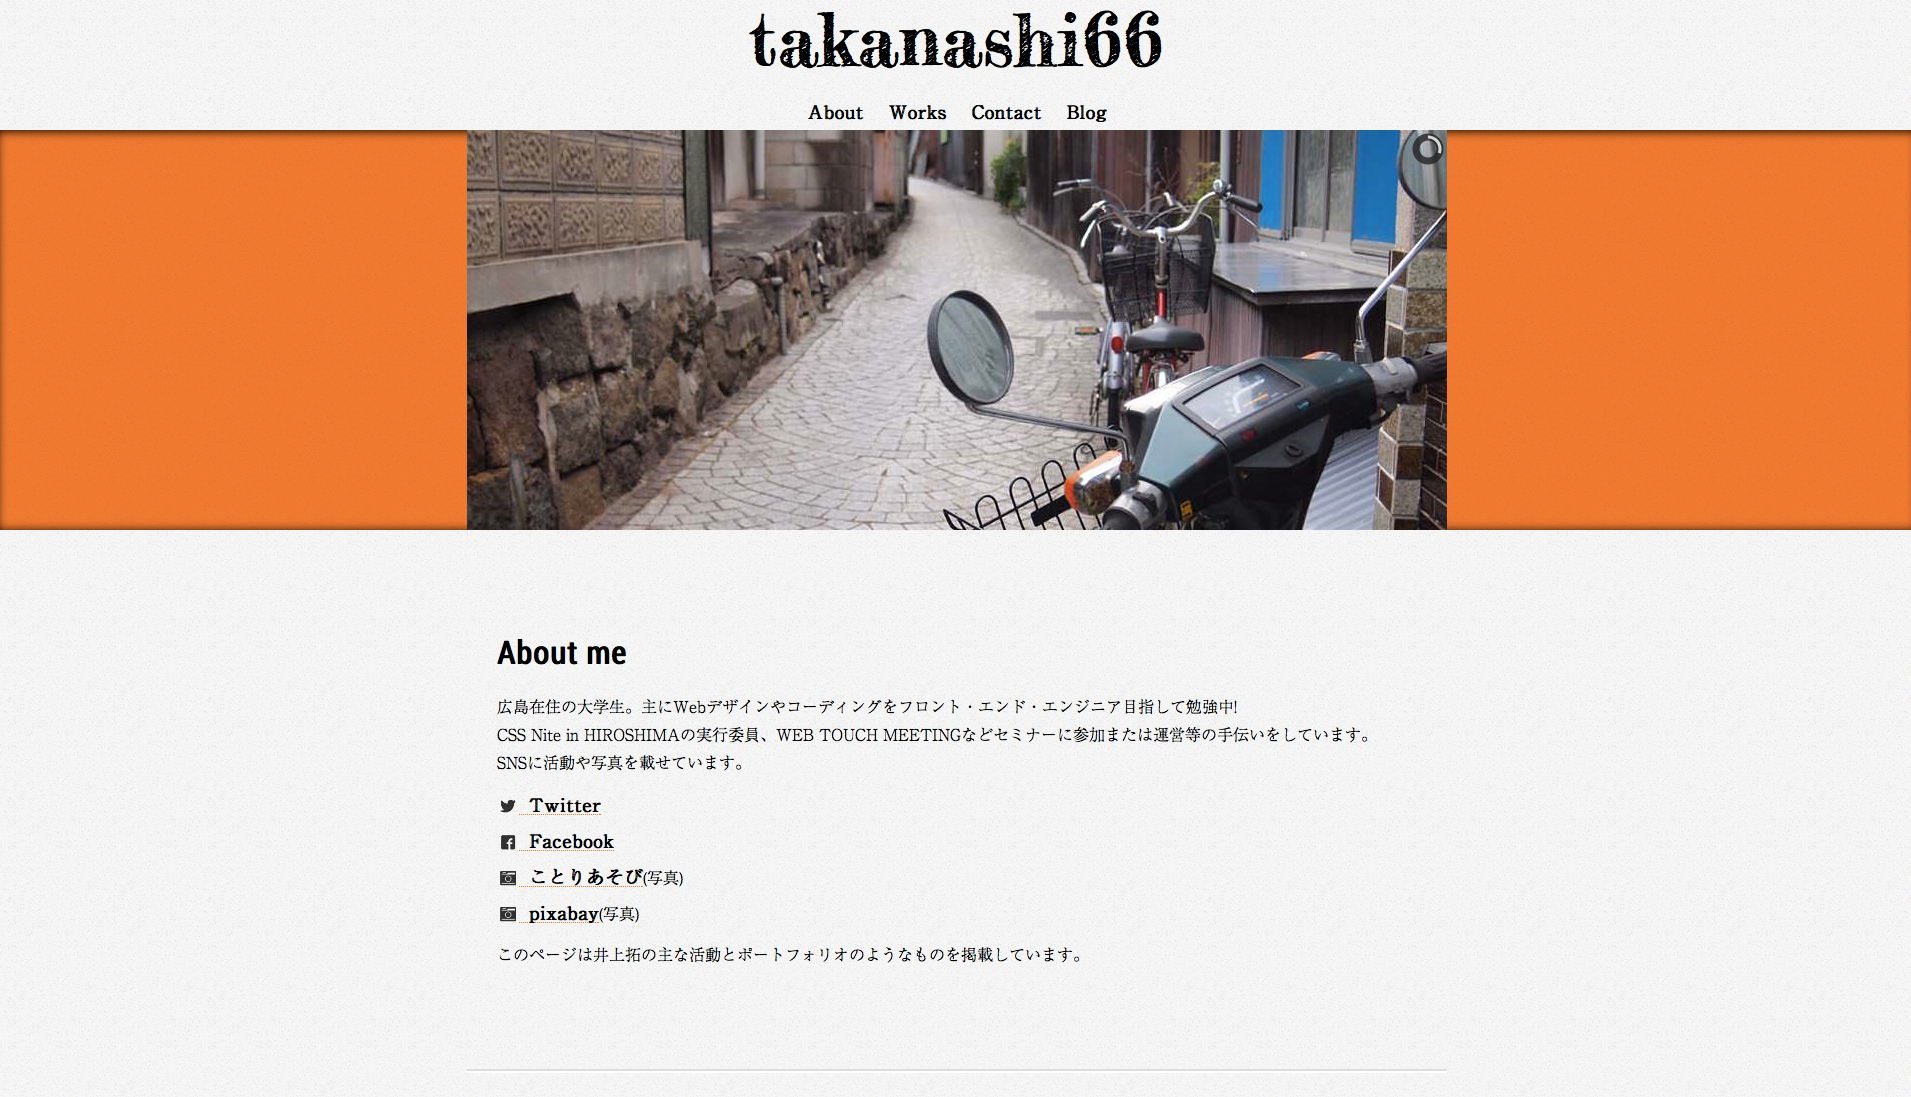 takanashi66
About Works Contact Blog
About me
広島在住の大学生。主にWebデザインやコーディングをフロント・エンド・エンジニア目指して勉強中!
CSS Nite in HIROSHIMAの実行委員、WEB TOUCH MEETINGなどセミナーに参加または運営等の手伝いをしています。
SNSに活動や写真を載せています。
Twitter
Facebook
ことりあそび(写真)
pixabay(写真)
このページは井上拓の主な活動とポートフォリオのようなものを掲載しています。